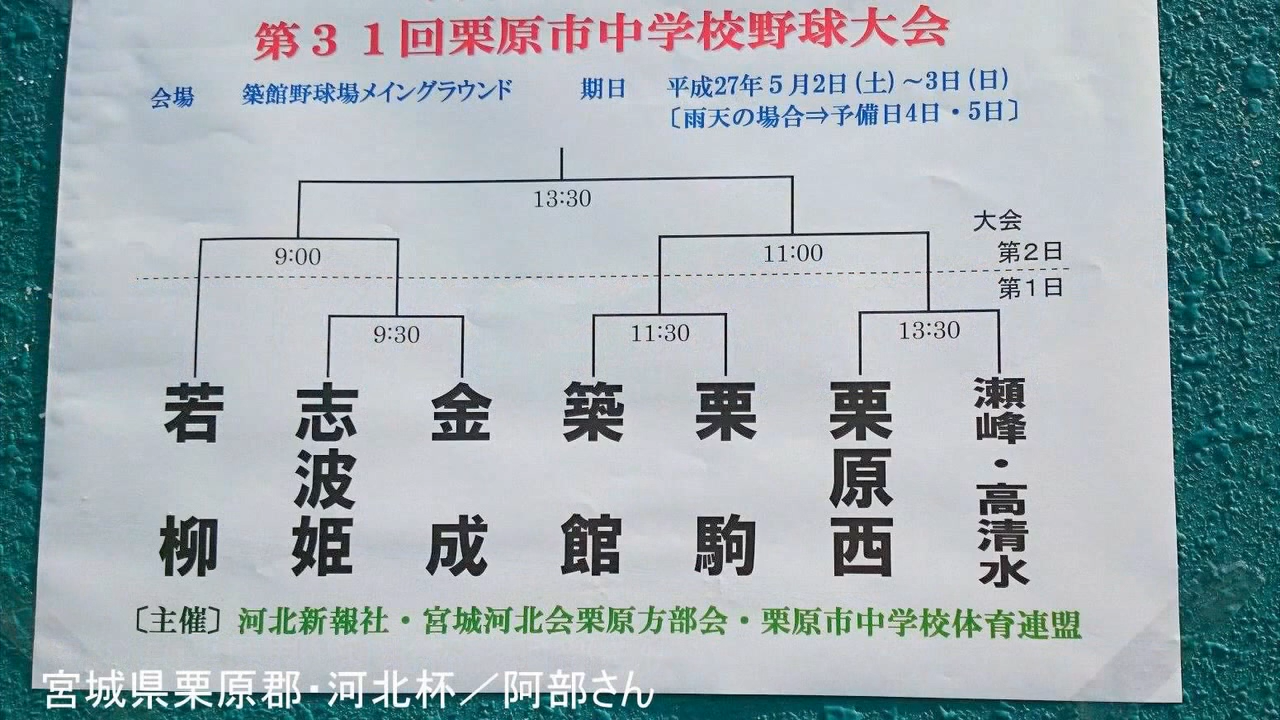 第３１回栗原市中学校野球大会
会場 築館野球場メイングラウンド 期日 平成27年５月2日(土)～3日(日)
〔雨天の場合⇒予備日4日・5日〕
13:30
大会
9:00 11:00 第２日
第１日
9:30 11:30 13:30
若柳
志波姫
金成
築館
栗駒
栗原西
瀬峰・高清水
〔主催〕河北新報社・宮城河北会栗原方部会・栗原市中学校体育連盟
宮城県栗原郡・河北杯／阿部さん